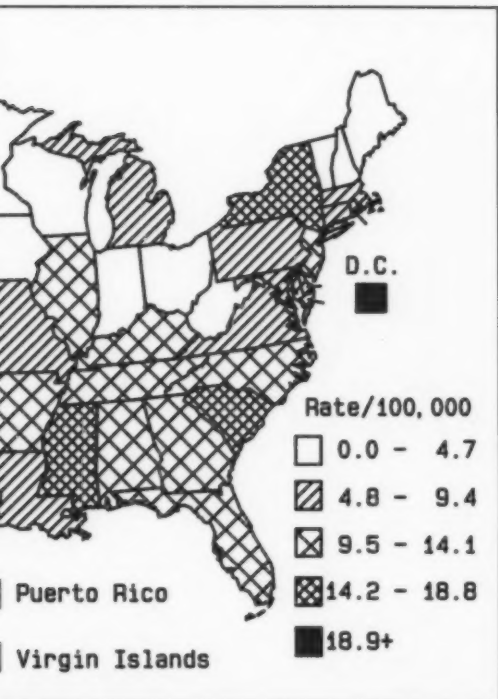 D.C.
Rate/100,000
0.0 - 4.7
4.8 - 9.4
9.5 - 14.1
14.2 - 18.8
18.9+
Puerto Rico
Virgin Islands